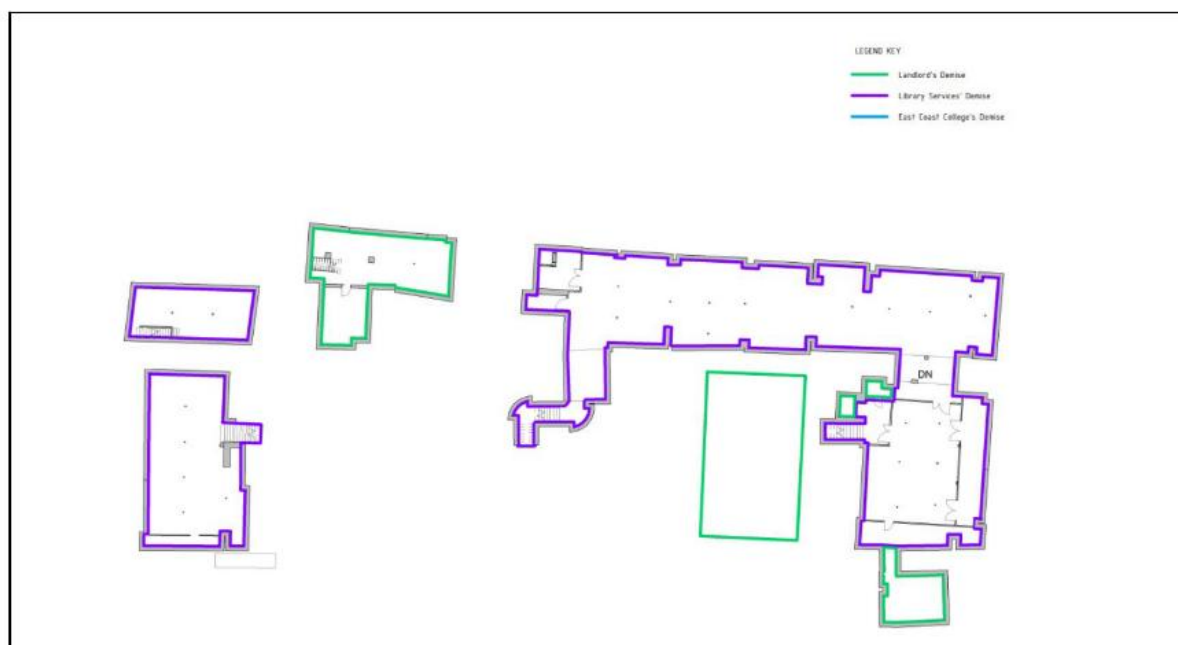 LEGEND KEY
Landlord's Demise
Library Services' Demise
East Coast College's Demise
DN